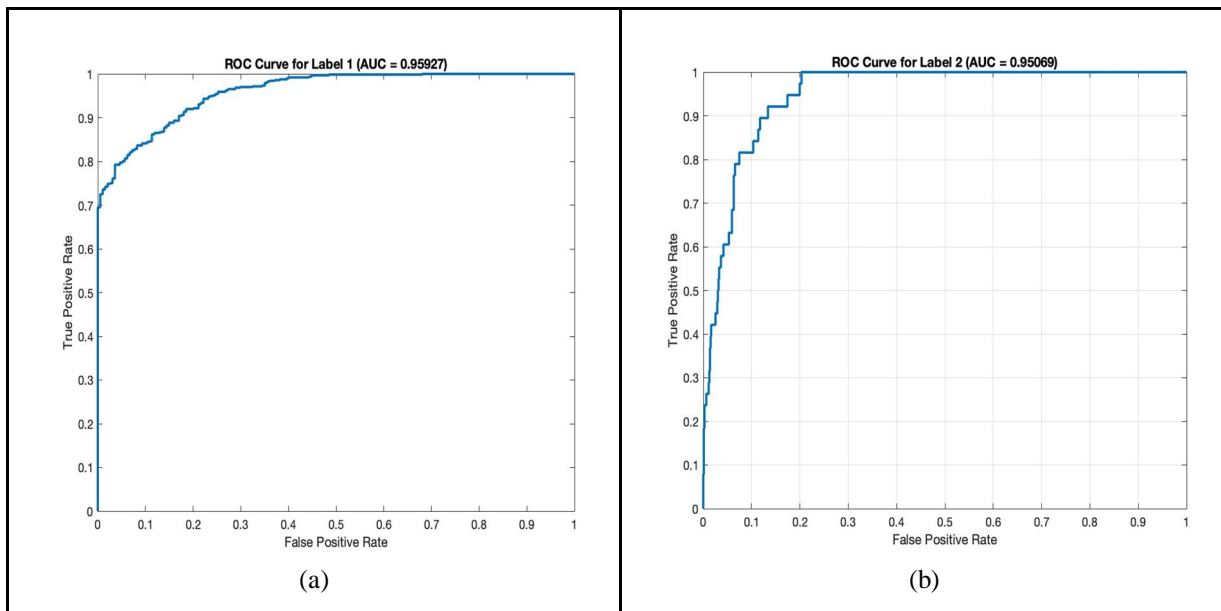 ROC Curve for Label 1 (AUC = 0.95927)
1
0.9
0.8
0.7
0.6
0.5
0.4
0.3
0.2
0.1
0
True Positive Rate
0 0.1 0.2 0.3 0.4 0.5 0.6 0.7 0.8 0.9 1
False Positive Rate
(a)
ROC Curve for Label 2 (AUC = 0.95069)
1
0.9
0.8
0.7
0.6
0.5
0.4
0.3
0.2
0.1
0
True Positive Rate
0 0.1 0.2 0.3 0.4 0.5 0.6 0.7 0.8 0.9 1
False Positive Rate
(b)